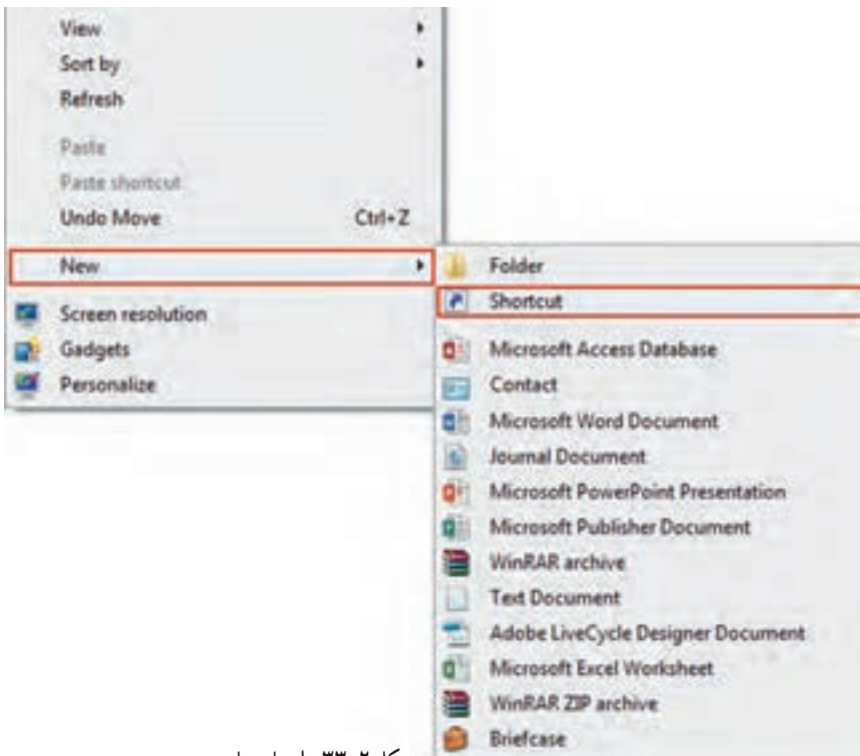 View
Sort by
Refresh
Paste
Paste shortcut
Undo Move Ctrl+Z
New
Screen resolution
Gadgets
Personalize
Folder
Shortcut
Microsoft Access Database
Contact
Microsoft Word Document
Journal Document
Microsoft PowerPoint Presentation
Microsoft Publisher Document
WinRAR archive
Text Document
Adobe LiveCycle Designer Document
Microsoft Excel Worksheet
WinRAR ZIP archive
Briefcase